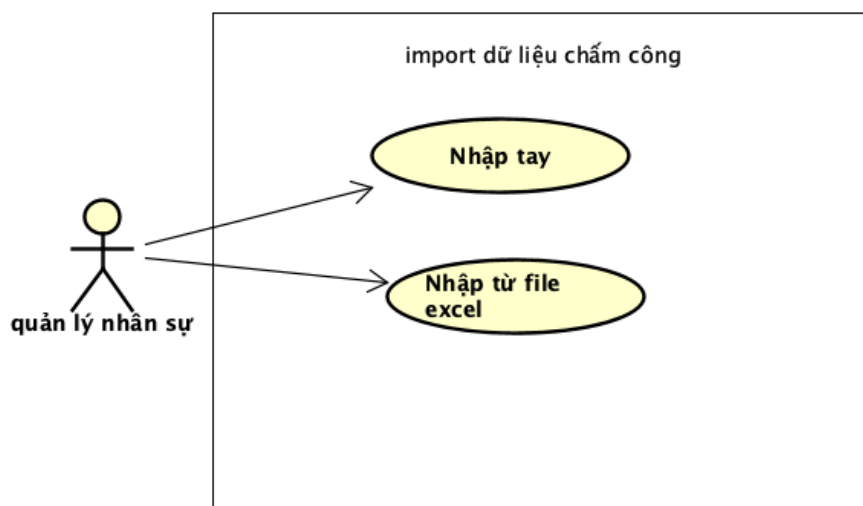 import dữ liệu chấm công
Nhập tay
Nhập từ file
excel
quản lý nhân sự